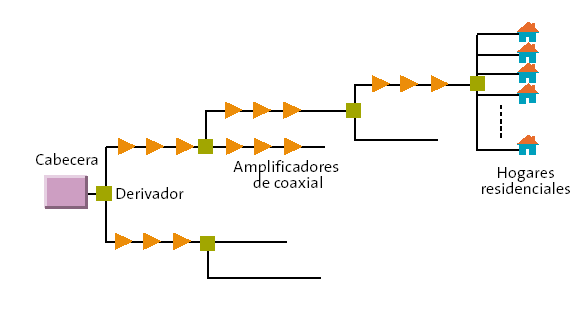 Cabecera
Derivador
Amplificadores
de coaxial
Hogares
residenciales